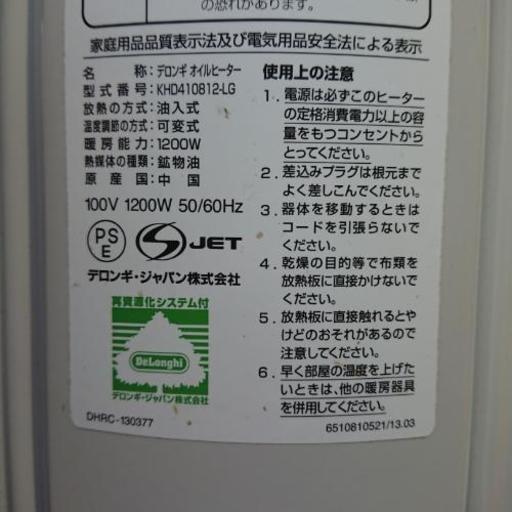 の恐れがあります。
家庭用品品質表示法及び電気用品安全法による表示
名　　称：デロンギ オイルヒーター
型式番号：KHD410812-LG
放熱の方式：油入式
温度調節の方式：可変式
暖房能力：1200W
熱媒体の種類：鉱物油
原産国：中　国
100V 1200W 50/60Hz
PS
E
S JET
デロンギ・ジャパン株式会社
再資源化システム付
DeLonghi
デロンギ・ジャパン株式会社
DHRC-130377
使用上の注意
1．電源は必ずこのヒーター
の定格消費電力以上の容
量をもつコンセントから
とってください。
2．差込みプラグは根元まで
よく差しこんでください。
3．器体を移動するときは
コードを引張らないで
ください。
4．乾燥の目的等で布類を
放熱板に直接かけないで
ください。
5．放熱板に直接触れるとや
けどのおそれがあるので
注意してください。
6．早く部屋の温度を上げた
いときは、他の暖房器具
を併用してください。
6510810521/13.03